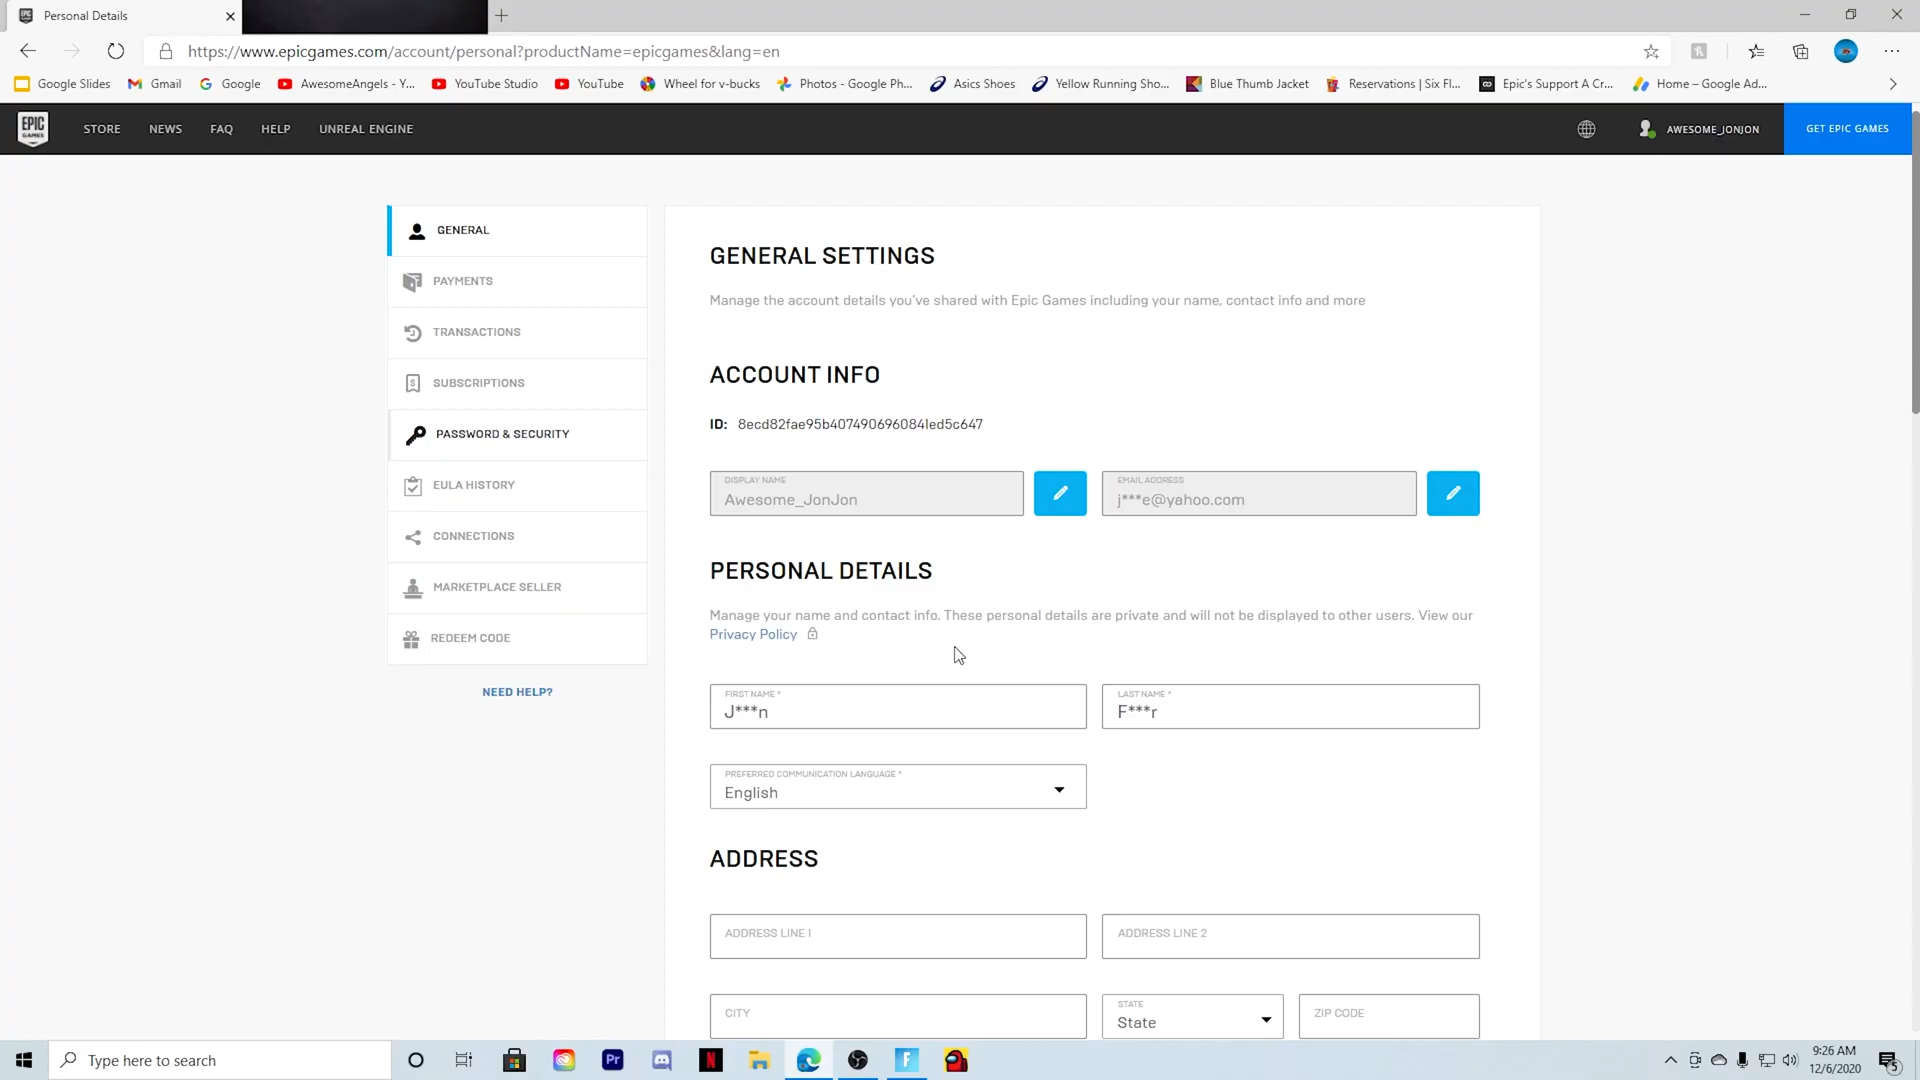 Personal Details
https://www.epicgames.com/account/personal?productName=epicgames&lang=en
Google Slides
Gmail
Google
AwesomeAngels - Y...
YouTube Studio
YouTube
Wheel for v-bucks
Photos - Google Ph...
Asics Shoes
Yellow Running Sho...
Blue Thumb Jacket
Reservations | Six Fl...
Epic's Support A Cr...
Home – Google Ad...
EPIC GAMES
STORE
NEWS
FAQ
HELP
UNREAL ENGINE
AWESOME_JONJON
GET EPIC GAMES
GENERAL
PAYMENTS
TRANSACTIONS
SUBSCRIPTIONS
PASSWORD & SECURITY
EULA HISTORY
CONNECTIONS
MARKETPLACE SELLER
REDEEM CODE
NEED HELP?
GENERAL SETTINGS
Manage the account details you've shared with Epic Games including your name, contact info and more
ACCOUNT INFO
ID: 8ecd82fae95b4074906960841ed5c647
DISPLAY NAME
Awesome_JonJon
EMAIL ADDRESS
j***e@yahoo.com
PERSONAL DETAILS
Manage your name and contact info. These personal details are private and will not be displayed to other users. View our
Privacy Policy
FIRST NAME *
J***n
LAST NAME *
F***r
PREFERRED COMMUNICATION LANGUAGE *
English
ADDRESS
ADDRESS LINE 1
ADDRESS LINE 2
CITY
STATE
State
ZIP CODE
Type here to search
Pr
N
F
9:26 AM
12/6/2020
5